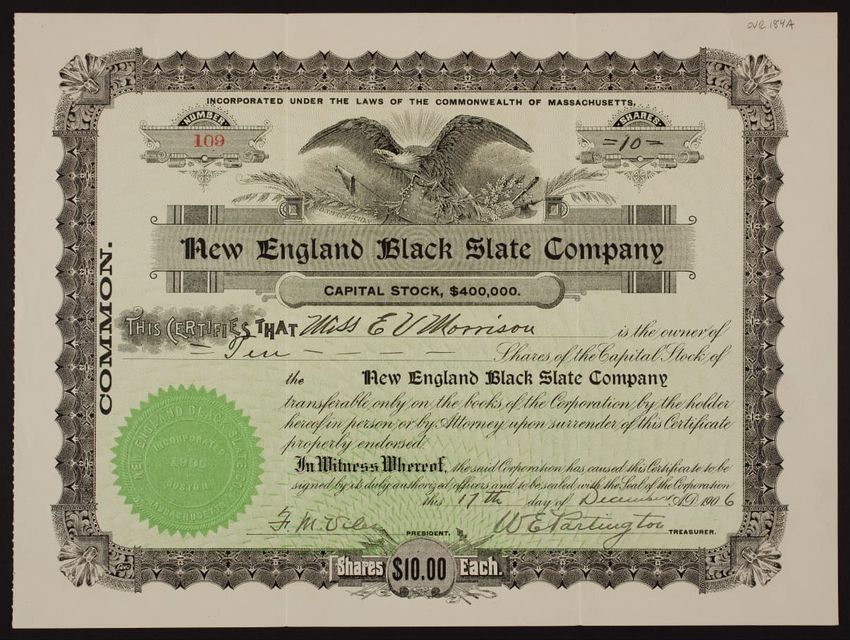 OVR 184A
INCORPORATED UNDER THE LAWS OF THE COMMONWEALTH OF MASSACHUSETTS,
NUMBER
109
SHARES
=10=
New England Black Slate Company
CAPITAL STOCK, $400,000.
COMMON.
THIS CERTIFIES THAT Miss E V Morrison is the owner of
= Ten - - - - - Shares of the Capital Stock of
the New England Black Slate Company
transferable only on the books of the Corporation by the holder
hereof in person or by Attorney upon surrender of this Certificate
properly endorsed.
In Witness Whereof, the said Corporation has caused this Certificate to be
signed by its duly authorized officers and to be sealed with the Seal of the Corporation
this 17th day of December A.D. 1906
NEW ENGLAND BLACK SLATE CO.
INCORPORATED
1906
BOSTON
MASSACHUSETTS
F. M. PRESIDENT. W E Partington TREASURER.
Shares $10.00 Each.